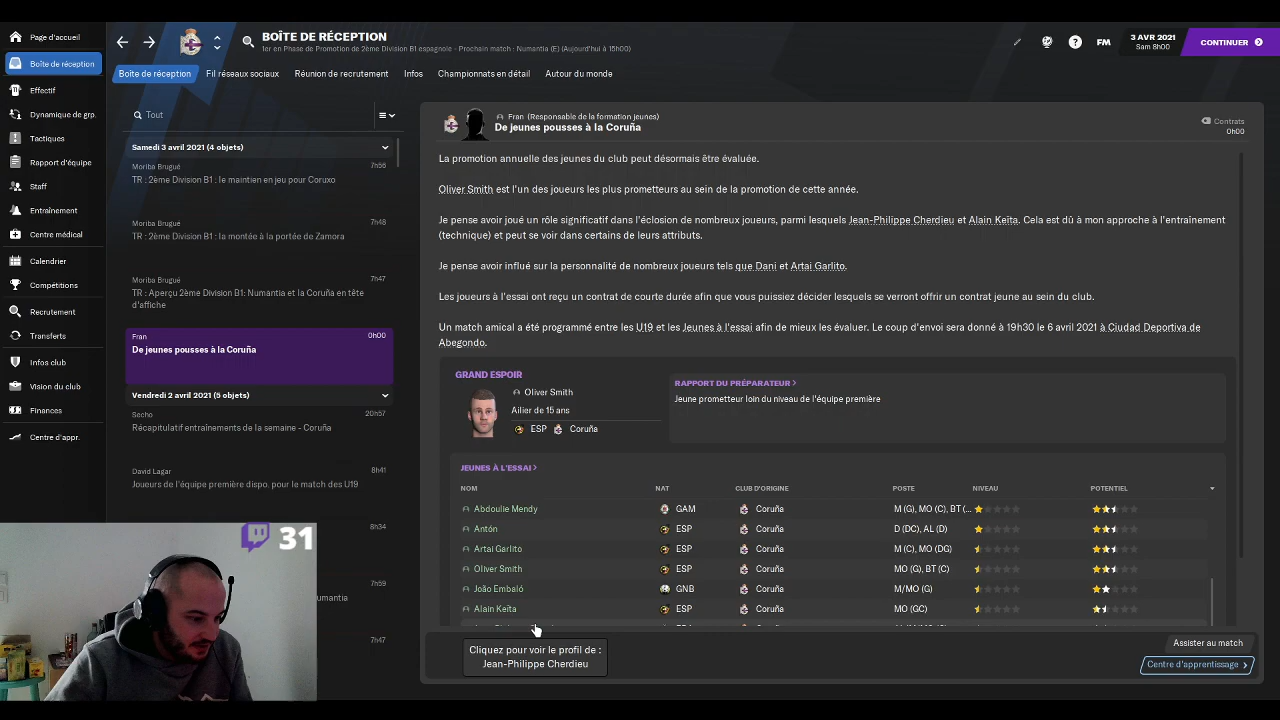 Page d'accueil
Boîte de réception
Effectif
Dynamique de grp.
Tactiques
Rapport d'équipe
Staff
Entraînement
Centre médical
Calendrier
Compétitions
Recrutement
Transferts
Infos club
Vision du club
Finances
Centre d'appr.
BOÎTE DE RÉCEPTION
1er en Phase de Promotion de 2ème Division B1 espagnole - Prochain match : Numantia (E) (Aujourd'hui à 15h00)
FM
3 AVR 2021
Sam 8h00
CONTINUER
Boîte de réception
Fil réseaux sociaux
Réunion de recrutement
Infos
Championnats en détail
Autour du monde
Tout
Samedi 3 avril 2021 (4 objets)
Moriba Brugué 7h56
TR : 2ème Division B1 : le maintien en jeu pour Coruxo
Moriba Brugué 7h48
TR : 2ème Division B1 : la montée à la portée de Zamora
Moriba Brugué 7h47
TR : Aperçu 2ème Division B1: Numantia et la Coruña en tête
d'affiche
Fran 0h00
De jeunes pousses à la Coruña
Vendredi 2 avril 2021 (5 objets)
Secho 20h57
Récapitulatif entraînements de la semaine - Coruña
David Lagar 8h41
Joueurs de l'équipe première dispo. pour le match des U19
8h34
7h59
umantia
7h47
31
Fran (Responsable de la formation jeunes)
De jeunes pousses à la Coruña
Contrats
0h00
La promotion annuelle des jeunes du club peut désormais être évaluée.
Oliver Smith est l'un des joueurs les plus prometteurs au sein de la promotion de cette année.
Je pense avoir joué un rôle significatif dans l'éclosion de nombreux joueurs, parmi lesquels Jean-Philippe Cherdieu et Alain Keïta. Cela est dû à mon approche à l'entraînement
(technique) et peut se voir dans certains de leurs attributs.
Je pense avoir influé sur la personnalité de nombreux joueurs tels que Dani et Artai Garlito.
Les joueurs à l'essai ont reçu un contrat de courte durée afin que vous puissiez décider lesquels se verront offrir un contrat jeune au sein du club.
Un match amical a été programmé entre les U19 et les Jeunes à l'essai afin de mieux les évaluer. Le coup d'envoi sera donné à 19h30 le 6 avril 2021 à Ciudad Deportiva de
Abegondo.
GRAND ESPOIR
Oliver Smith
Ailier de 15 ans
ESP Coruña
RAPPORT DU PRÉPARATEUR >
Jeune prometteur loin du niveau de l'équipe première
JEUNES À L'ESSAI >
NOM NAT CLUB D'ORIGINE POSTE NIVEAU POTENTIEL
Abdoulie Mendy GAM Coruña M (G), MO (C), BT (...
Antón ESP Coruña D (DC), AL (D)
Artai Garlito ESP Coruña M (C), MO (DG)
Oliver Smith ESP Coruña MO (G), BT (C)
João Embaló GNB Coruña M/MO (G)
Alain Keïta ESP Coruña MO (GC)
Cliquez pour voir le profil de :
Jean-Philippe Cherdieu
Assister au match
Centre d'apprentissage >